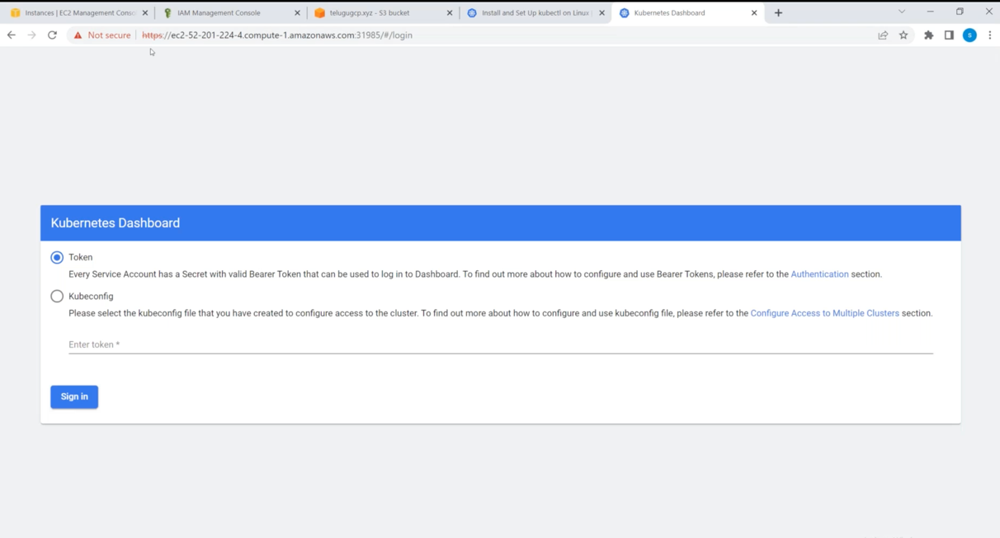 Instances | EC2 Management Conso
IAM Management Console
telugugcp.xyz - S3 bucket
Install and Set Up kubectl on Linux
Kubernetes Dashboard
Not secure
https://ec2-52-201-224-4.compute-1.amazonaws.com:31985/#/login
s
Kubernetes Dashboard
Token
Every Service Account has a Secret with valid Bearer Token that can be used to log in to Dashboard. To find out more about how to configure and use Bearer Tokens, please refer to the Authentication section.
Kubeconfig
Please select the kubeconfig file that you have created to configure access to the cluster. To find out more about how to configure and use kubeconfig file, please refer to the Configure Access to Multiple Clusters section.
Enter token *
Sign in